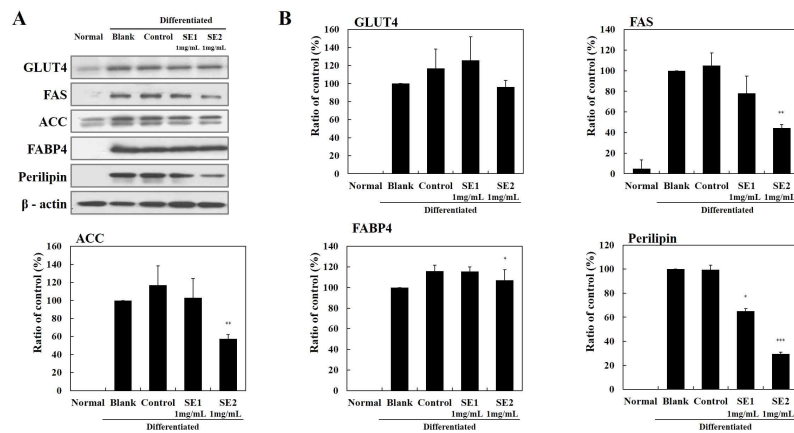 A
Differentiated
Normal Blank Control SE1 SE2
1mg/mL 1mg/mL
GLUT4
FAS
ACC
FABP4
Perilipin
β - actin
B
GLUT4
Ratio of control (%)
160
140
120
100
80
60
40
20
0
Normal Blank Control SE1 SE2
1mg/mL 1mg/mL
Differentiated
FAS
Ratio of control (%)
140
120
100
80
60
40
20
0
**
Normal Blank Control SE1 SE2
1mg/mL 1mg/mL
Differentiated
ACC
Ratio of control (%)
160
140
120
100
80
60
40
20
0
**
Normal Blank Control SE1 SE2
1mg/mL 1mg/mL
Differentiated
FABP4
Ratio of control (%)
140
120
100
80
60
40
20
0
*
Normal Blank Control SE1 SE2
1mg/mL 1mg/mL
Differentiated
Perilipin
Ratio of control (%)
120
100
80
60
40
20
0
*
***
Normal Blank Control SE1 SE2
1mg/mL 1mg/mL
Differentiated